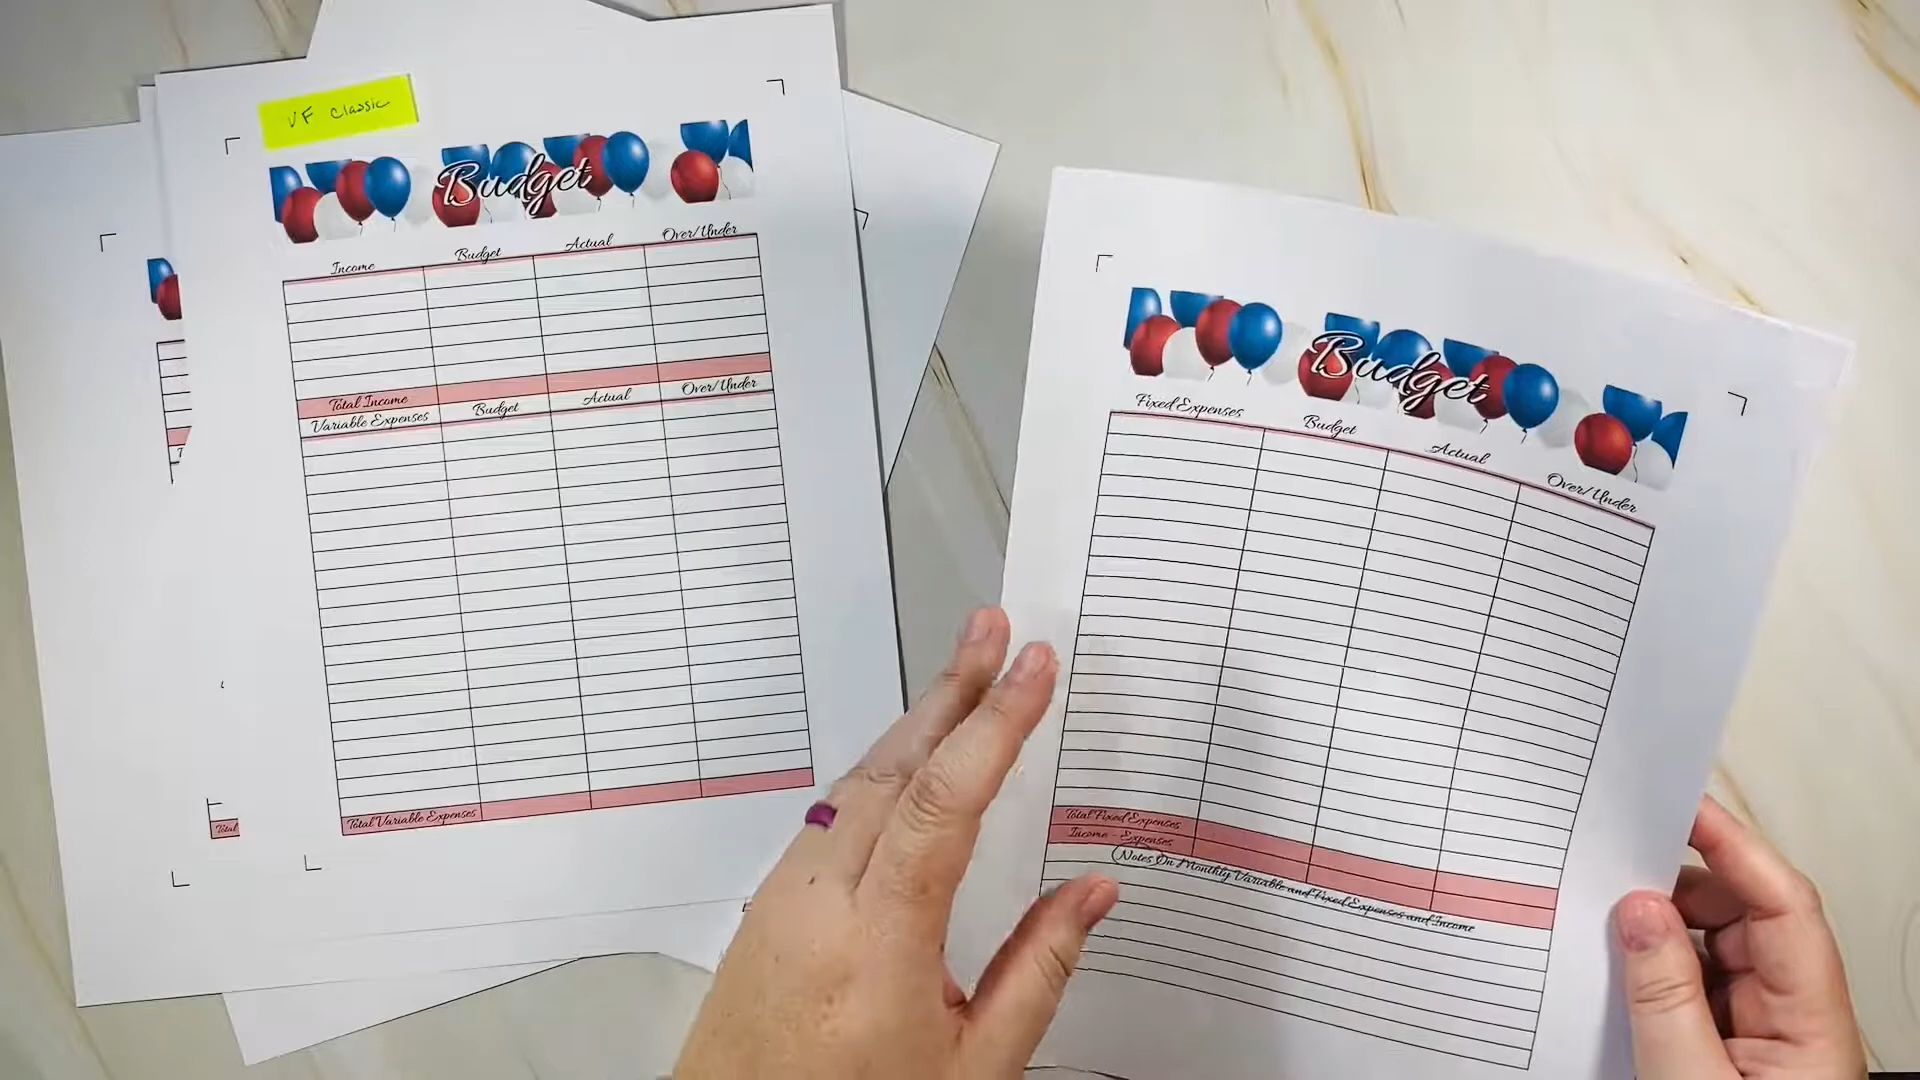 VF Classic
Budget
Income Budget Actual Over/Under
Total Income
Variable Expenses Budget Actual Over/Under
Total Variable Expenses
Total
Budget
Fixed Expenses Budget Actual Over/Under
Total Fixed Expenses
Income - Expenses
Notes On Monthly Variable and Fixed Expenses and Income